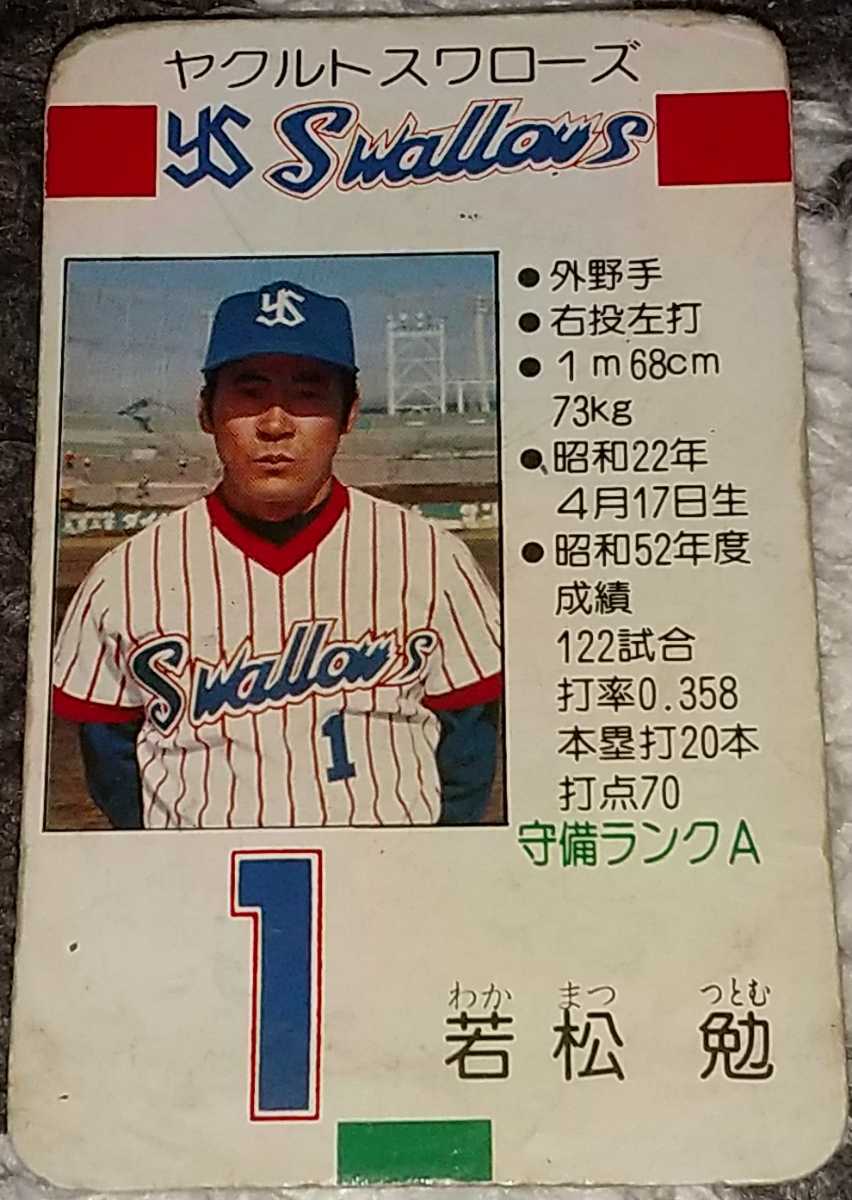 ヤクルトスワローズ
YS Swallows
YS
Swallows
1
● 外野手
● 右投左打
● 1m68cm
73kg
● 昭和22年
4月17日生
● 昭和52年度
成績
122試合
打率0.358
本塁打20本
打点70
守備ランクA
1
わか まつ つとむ
若松 勉